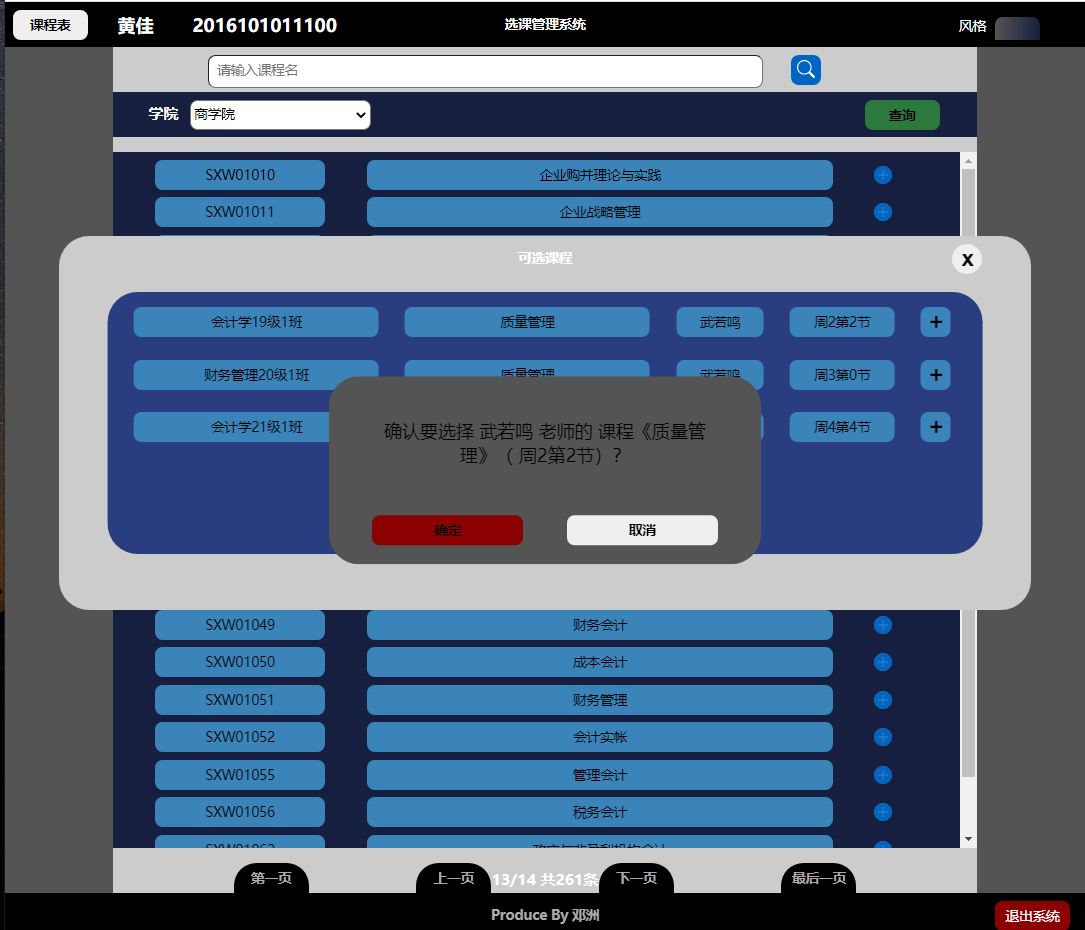 课程表 黄佳 2016101011100 选课管理系统 风格
请输入课程名
学院 商学院 查询
SXW01010 企业购并理论与实践
SXW01011 企业战略管理
可选课程 X
会计学19级1班 质量管理 武若鸣 周2第2节 +
财务管理20级1班 质量管理 武若鸣 周3第0节 +
会计学21级1班 周4第4节 +
确认要选择 武若鸣 老师的 课程《质量管
理》（ 周2第2节）?
确定 取消
SXW01049 财务会计
SXW01050 成本会计
SXW01051 财务管理
SXW01052 会计实帐
SXW01055 管理会计
SXW01056 税务会计
第一页 上一页 13/14 共261条 下一页 最后一页
Produce By 邓洲 退出系统